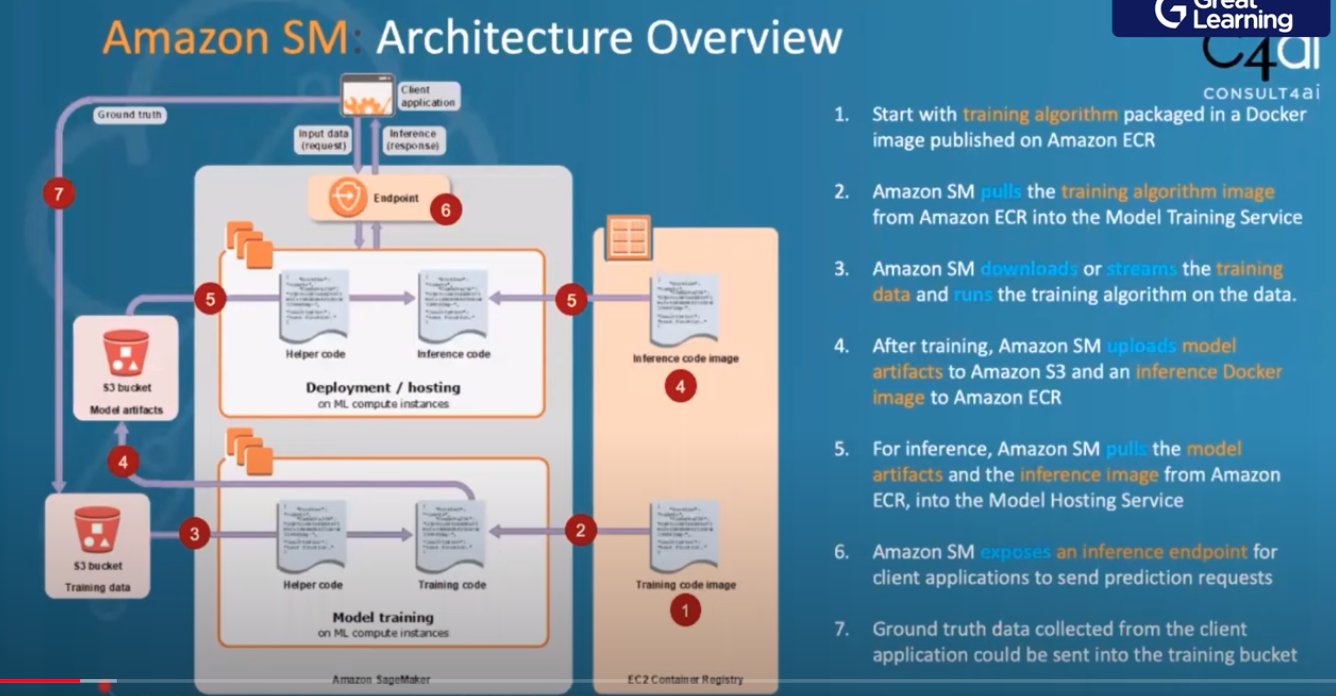 Great
Learning
Amazon SM: Architecture Overview
C4ai
CONSULT4ai
Client
application
Ground truth
Input data
(request)
Inference
(response)
7
Endpoint
6
5
5
Helper code
Inference code
Inference code image
4
S3 bucket
Model artifacts
Deployment / hosting
on ML compute instances
4
3
2
S3 bucket
Training data
Helper code
Training code
Training code image
1
Model training
on ML compute instances
Amazon SageMaker
EC2 Container Registry
1. Start with training algorithm packaged in a Docker
image published on Amazon ECR
2. Amazon SM pulls the training algorithm image
from Amazon ECR into the Model Training Service
3. Amazon SM downloads or streams the training
data and runs the training algorithm on the data.
4. After training, Amazon SM uploads model
artifacts to Amazon S3 and an inference Docker
image to Amazon ECR
5. For inference, Amazon SM pulls the model
artifacts and the inference image from Amazon
ECR, into the Model Hosting Service
6. Amazon SM exposes an inference endpoint for
client applications to send prediction requests
7. Ground truth data collected from the client
application could be sent into the training bucket